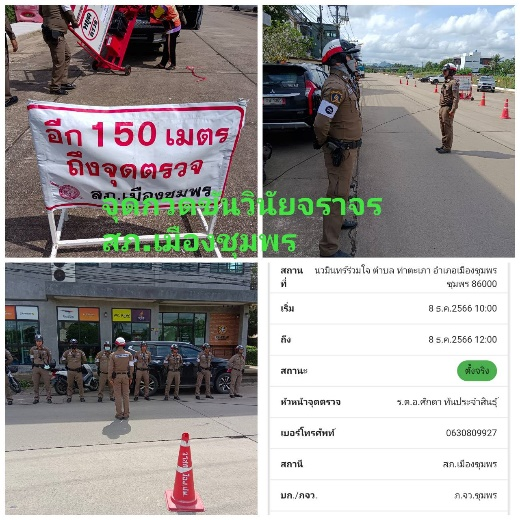 อีก 150 เมตร
ถึงจุดตรวจ
สภ.เมืองชุมพร
จุดกวดขันวินัยจราจร
สภ.เมืองชุมพร
สถานที่ นวมินทร์ร่วมใจ ตำบล ท่าตะเภา อำเภอเมืองชุมพร
ชุมพร 86000
เริ่ม 8 ธ.ค.2566 10:00
ถึง 8 ธ.ค.2566 12:00
สถานะ ตั้งจริง
หัวหน้าจุดตรวจ ร.ต.อ.ศักดา ทันประจำสินธุ์
เบอร์โทรศัพท์ 0630809927
สถานี สภ.เมืองชุมพร
บก./ภจว. ภ.จว.ชุมพร